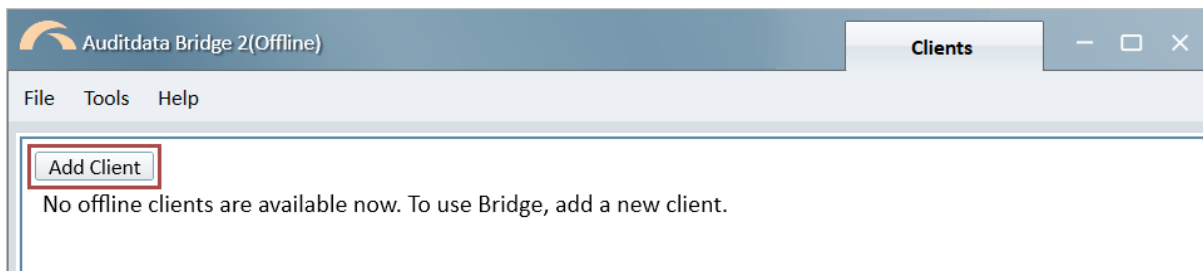 Auditdata Bridge 2(Offline)
Clients
File Tools Help
Add Client
No offline clients are available now. To use Bridge, add a new client.